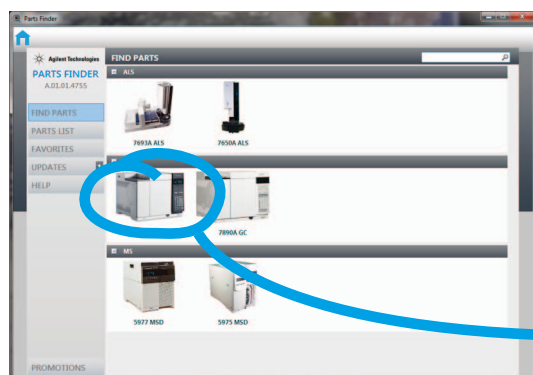 Parts Finder
Agilent Technologies
PARTS FINDER
A.01.01.4755
FIND PARTS
PARTS LIST
FAVORITES
UPDATES
HELP
PROMOTIONS
FIND PARTS
ALS
7693A ALS
7650A ALS
7890A GC
MS
5977 MSD
5975 MSD